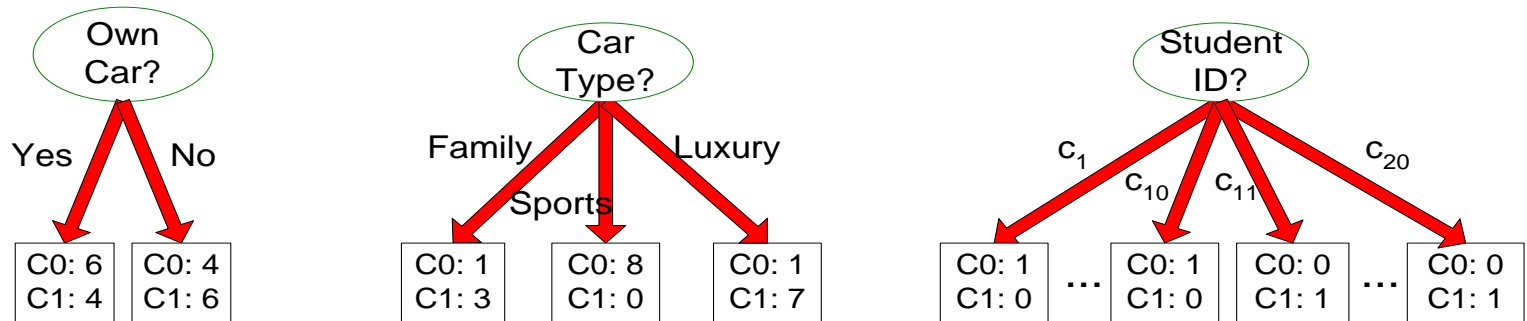 Own
Car?
Yes
No
C0: 6
C1: 4
C0: 4
C1: 6
Car
Type?
Family
Sports
Luxury
C0: 1
C1: 3
C0: 8
C1: 0
C0: 1
C1: 7
Student
ID?
c₁
c₁₀
c₁₁
c₂₀
C0: 1
C1: 0
...
C0: 1
C1: 0
C0: 0
C1: 1
...
C0: 0
C1: 1